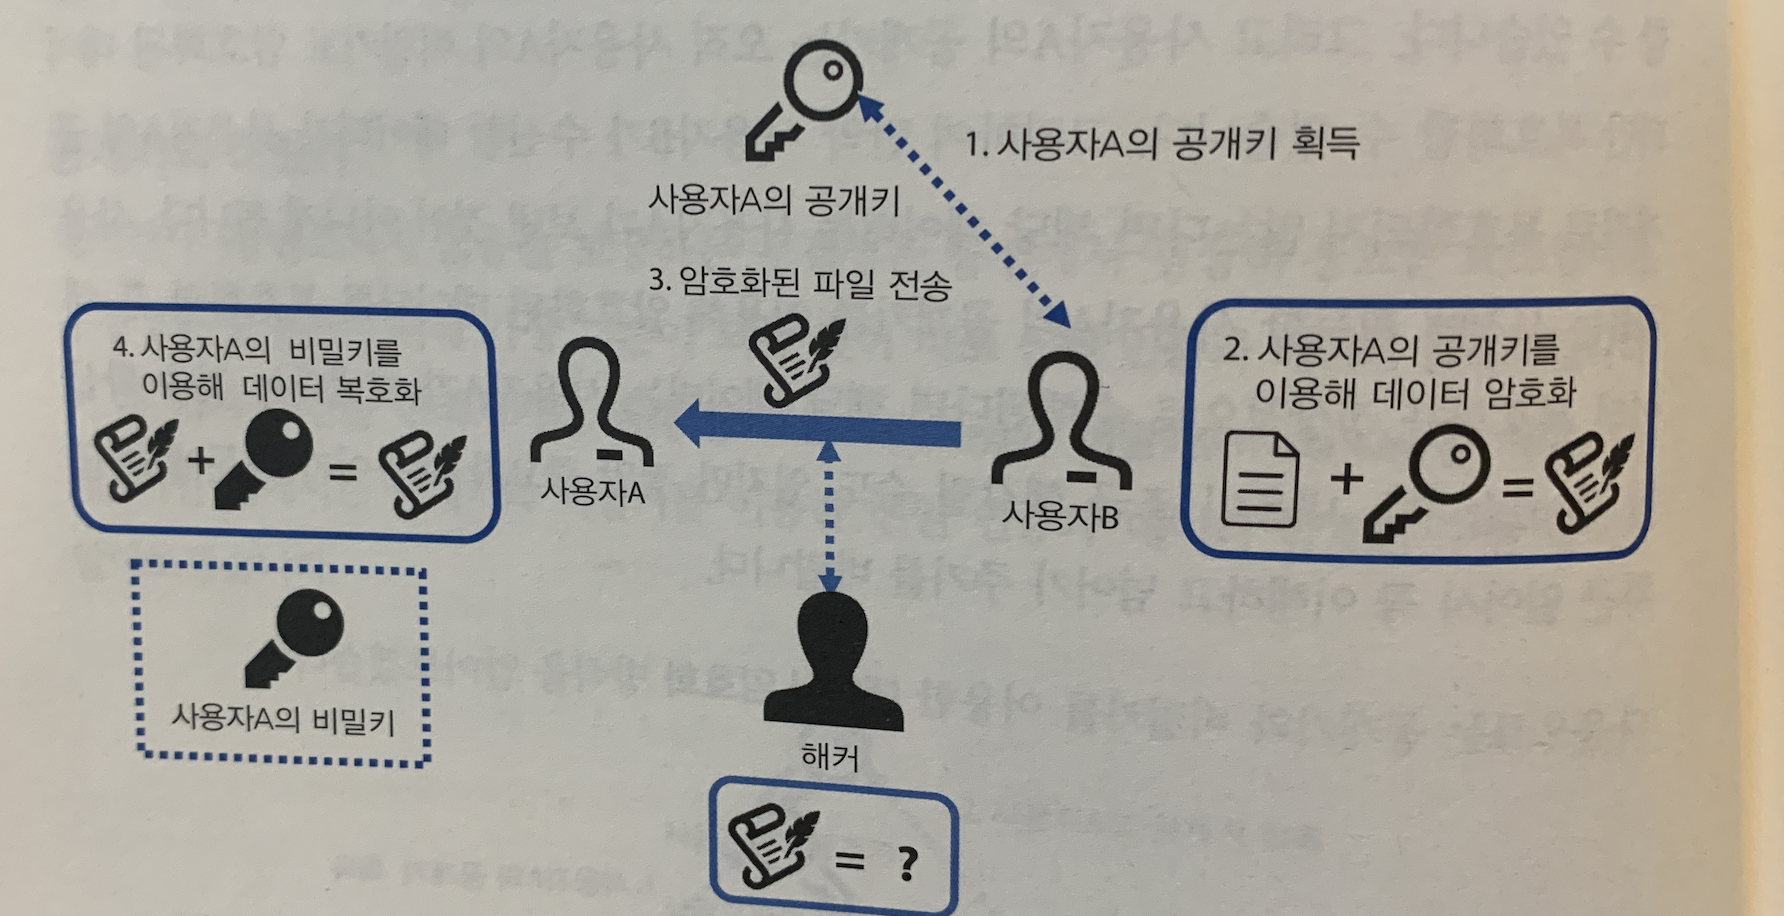 1. 사용자A의 공개키 획득
사용자A의 공개키
3. 암호화된 파일 전송
4. 사용자A의 비밀키를
이용해 데이터 복호화
+ =
사용자A
사용자B
2. 사용자A의 공개키를
이용해 데이터 암호화
+ =
사용자A의 비밀키
해커
= ?